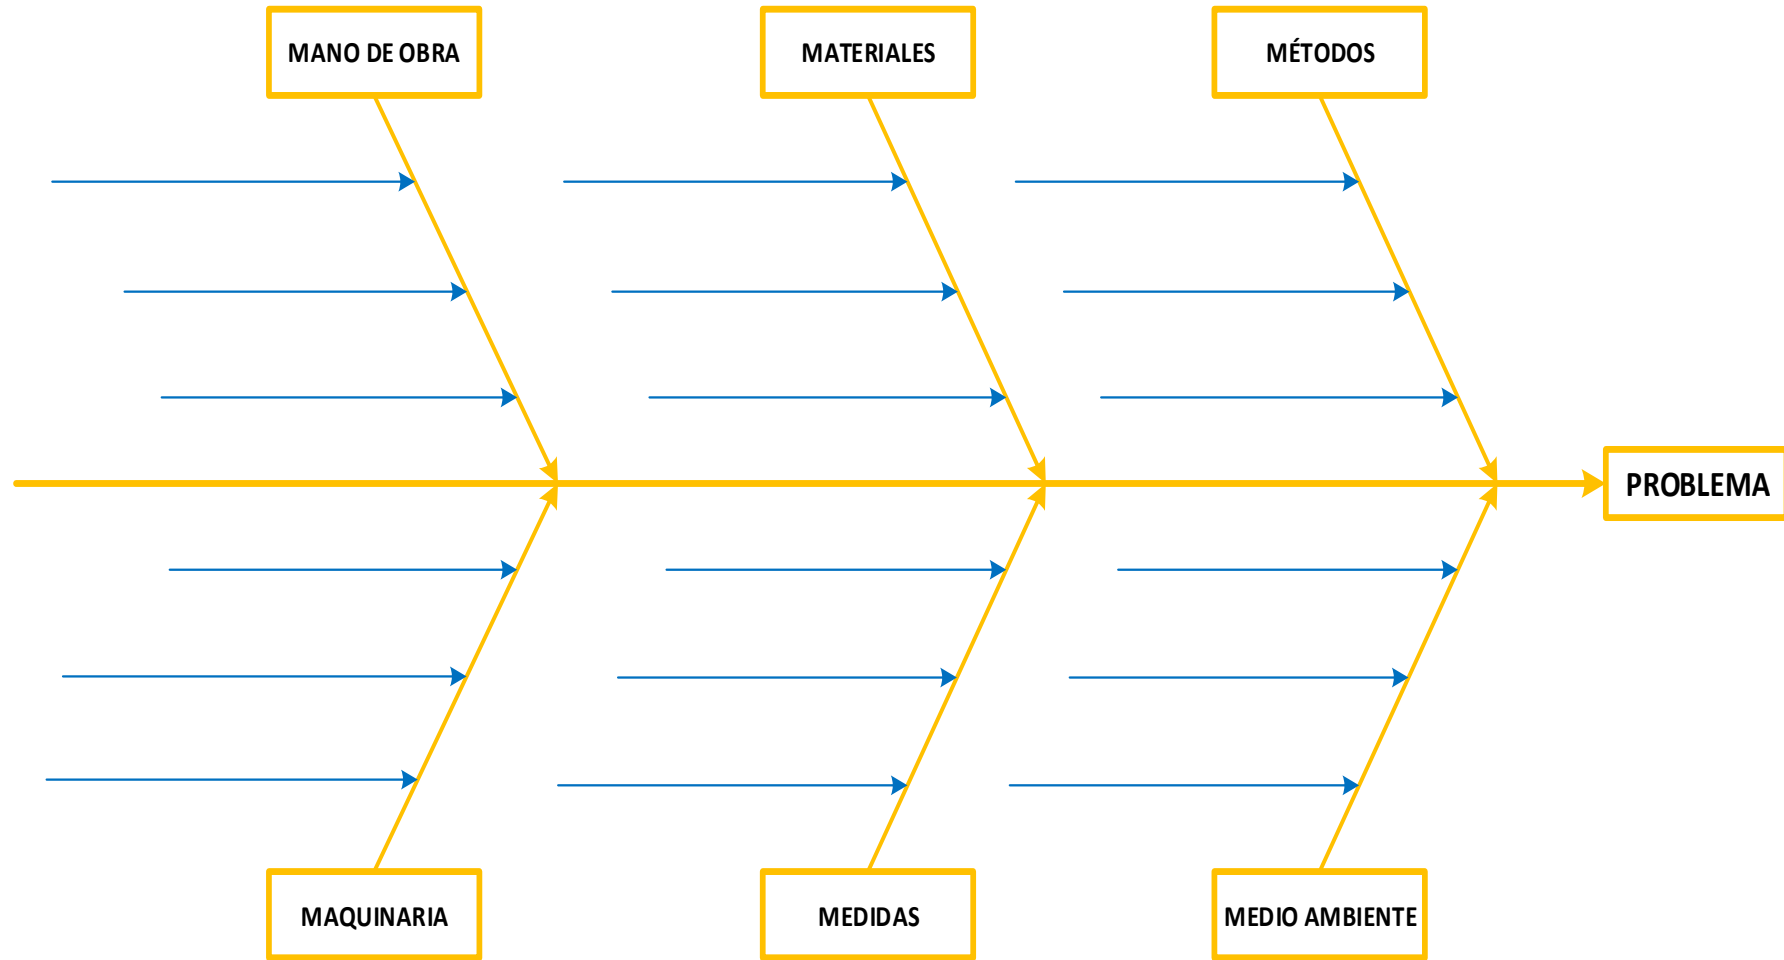 MANO DE OBRA
MATERIALES
MÉTODOS
PROBLEMA
MAQUINARIA
MEDIDAS
MEDIO AMBIENTE